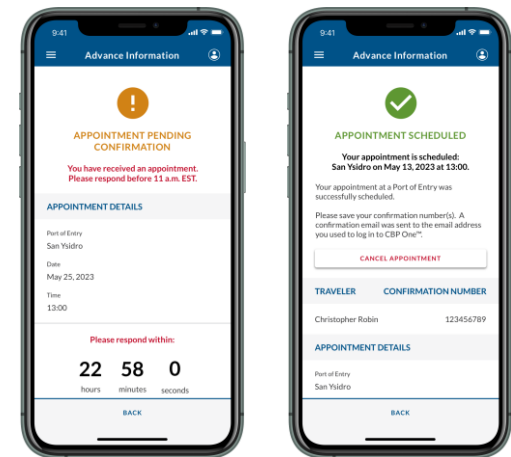 9:41
Advance Information
APPOINTMENT PENDING
CONFIRMATION
You have received an appointment.
Please respond before 11 a.m. EST.
APPOINTMENT DETAILS
Port of Entry
San Ysidro
Date
May 25, 2023
Time
13:00
Please respond within:
22 58 0
hours minutes seconds
BACK
9:41
Advance Information
APPOINTMENT SCHEDULED
Your appointment is scheduled:
San Ysidro on May 13, 2023 at 13:00.
Your appointment at a Port of Entry was
successfully scheduled.
Please save your confirmation number(s). A
confirmation email was sent to the email address
you used to log in to CBP One™.
CANCEL APPOINTMENT
TRAVELER CONFIRMATION NUMBER
Christopher Robin 123456789
APPOINTMENT DETAILS
Port of Entry
San Ysidro
BACK